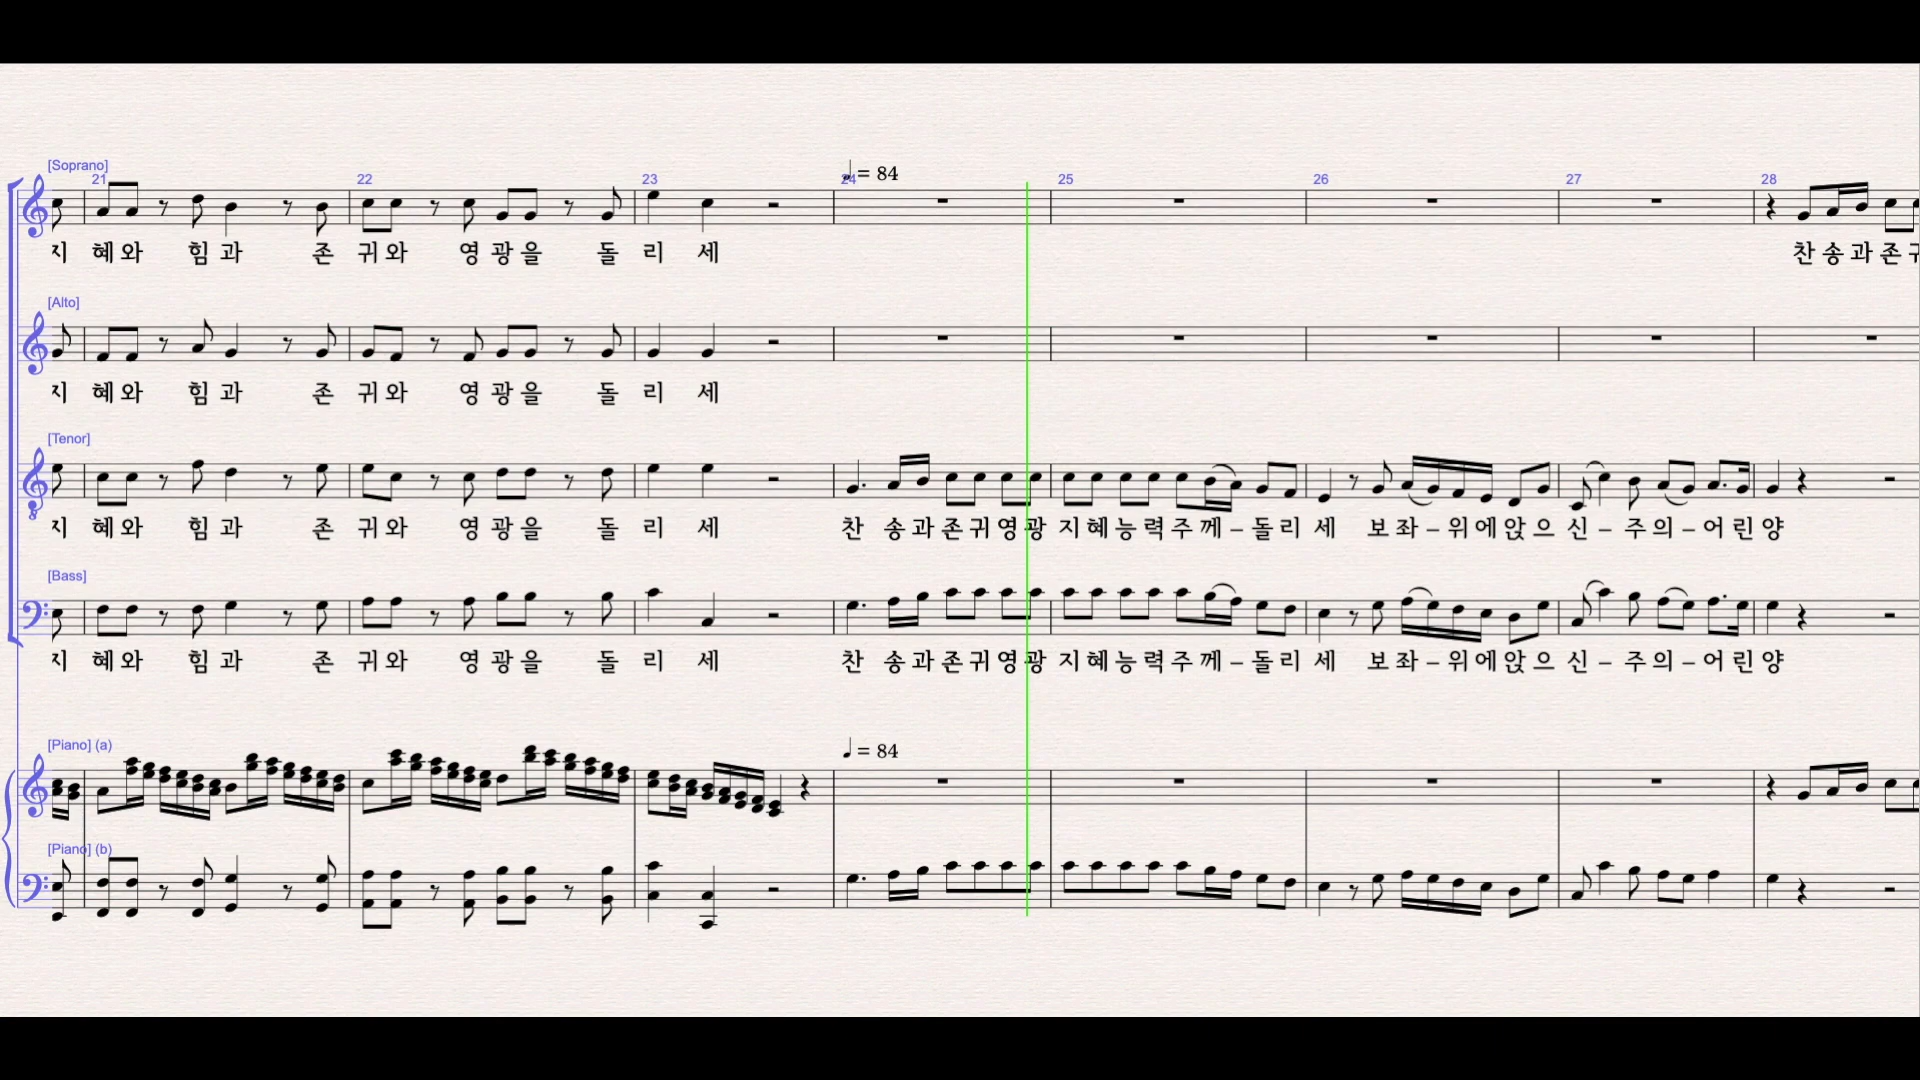 [Soprano]
21 22 23 24 ♩ = 84 25 26 27 28
지 혜 와 힘 과 존 귀 와 영 광 을 돌 리 세 찬 송 과 존
[Alto]
지 혜 와 힘 과 존 귀 와 영 광 을 돌 리 세
[Tenor]
지 혜 와 힘 과 존 귀 와 영 광 을 돌 리 세 찬 송 과 존 귀 영 광 지 혜 능 력 주 께 – 돌 리 세 보 좌 – 위 에 앉 으 신 – 주 의 – 어 린 양
[Bass]
지 혜 와 힘 과 존 귀 와 영 광 을 돌 리 세 찬 송 과 존 귀 영 광 지 혜 능 력 주 께 – 돌 리 세 보 좌 – 위 에 앉 으 신 – 주 의 – 어 린 양
[Piano] (a) ♩ = 84
[Piano] (b)